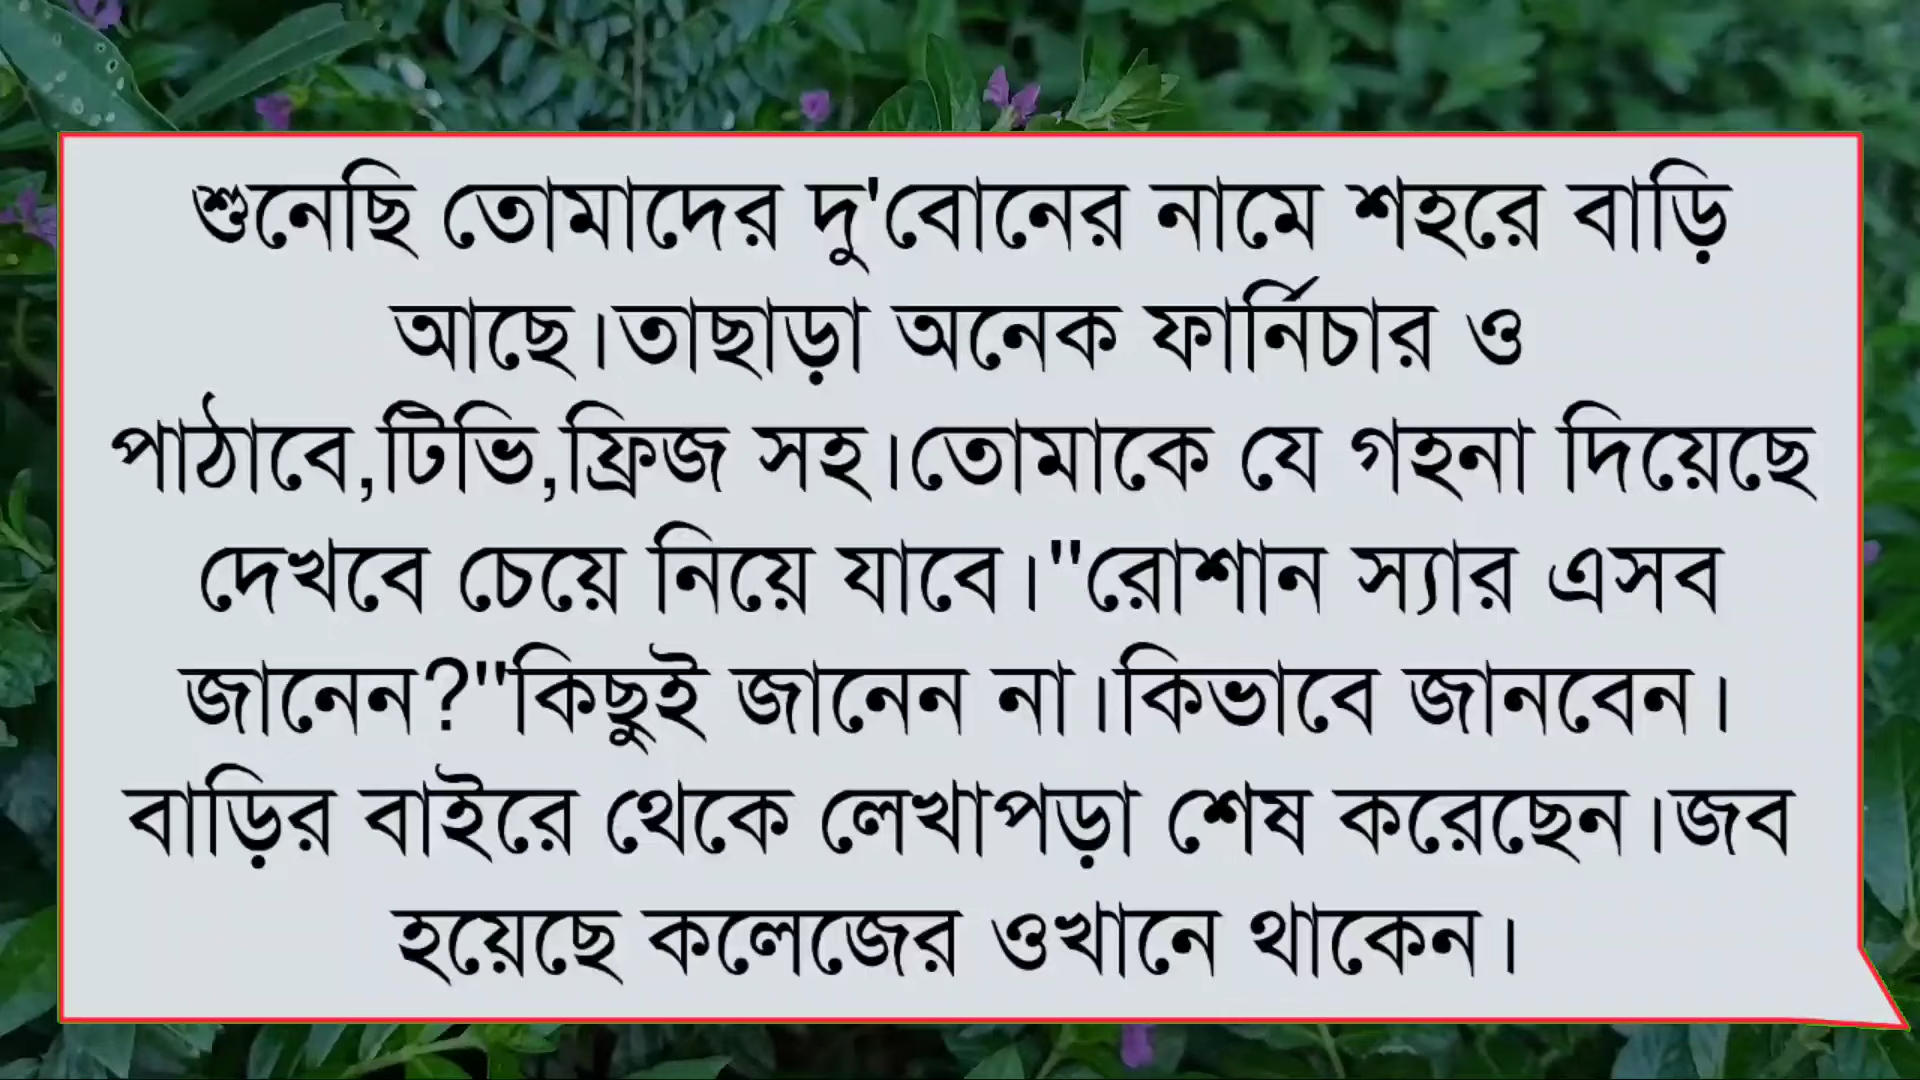 শুনেছি তোমাদের দু'বোনের নামে শহরে বাড়ি
আছে।তাছাড়া অনেক ফার্নিচার ও
পাঠাবে,টিভি,ফ্রিজ সহ।তোমাকে যে গহনা দিয়েছে
দেখবে চেয়ে নিয়ে যাবে।"রোশান স্যার এসব
জানেন?"কিছুই জানেন না।কিভাবে জানবেন।
বাড়ির বাইরে থেকে লেখাপড়া শেষ করেছেন।জব
হয়েছে কলেজের ওখানে থাকেন।